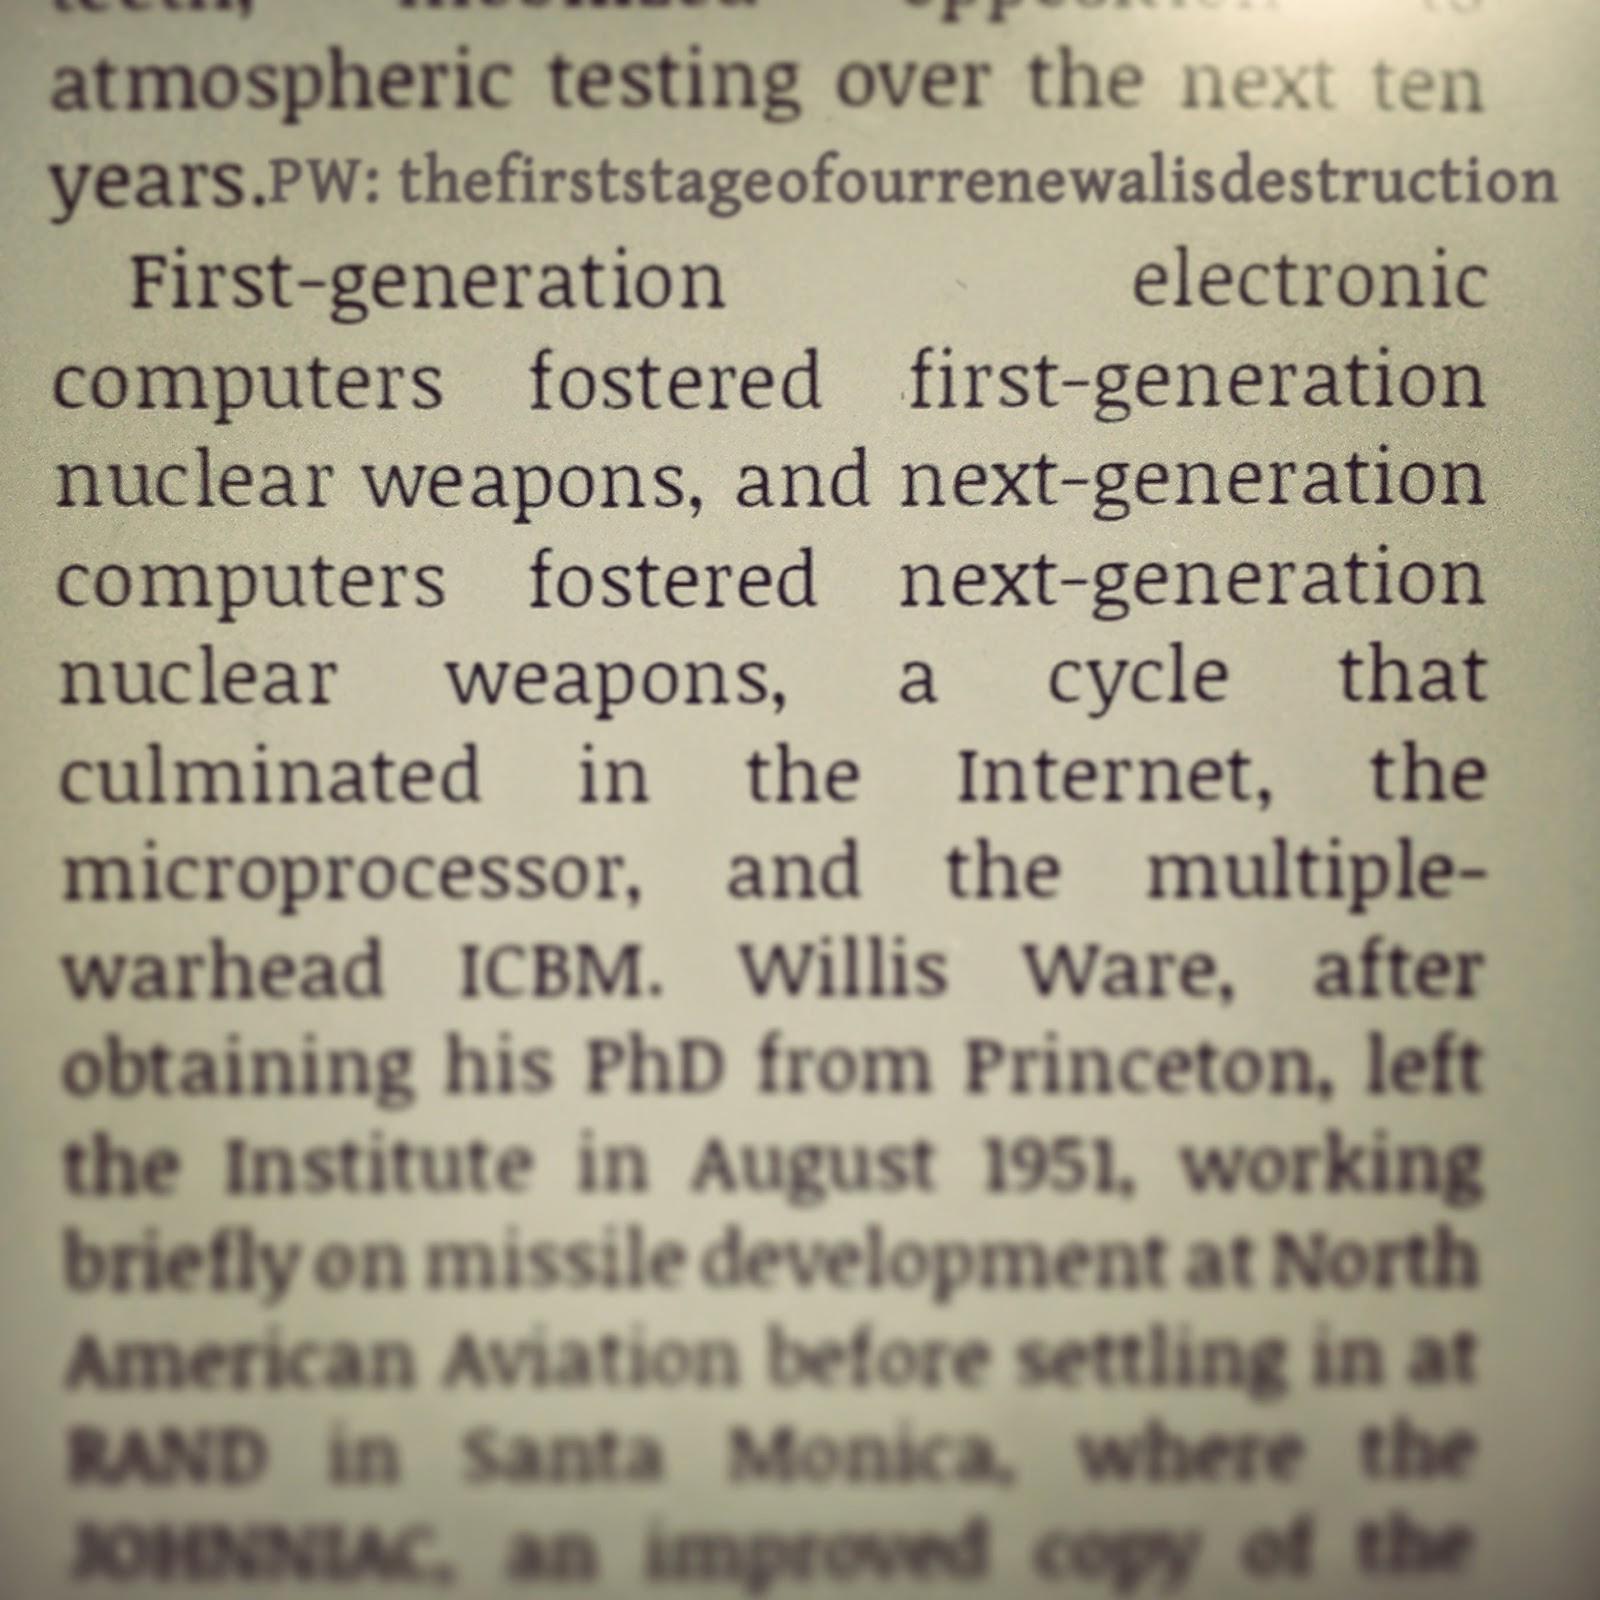 teeth, mobilized opposition to
atmospheric testing over the next ten
years.PW: thefirststageofourrenewalisdestruction
First-generation electronic
computers fostered first-generation
nuclear weapons, and next-generation
computers fostered next-generation
nuclear weapons, a cycle that
culminated in the Internet, the
microprocessor, and the multiple-
warhead ICBM. Willis Ware, after
obtaining his PhD from Princeton, left
the Institute in August 1951, working
briefly on missile development at North
American Aviation before settling in at
RAND in Santa Monica, where the
JOHNNIAC, an improved copy of the